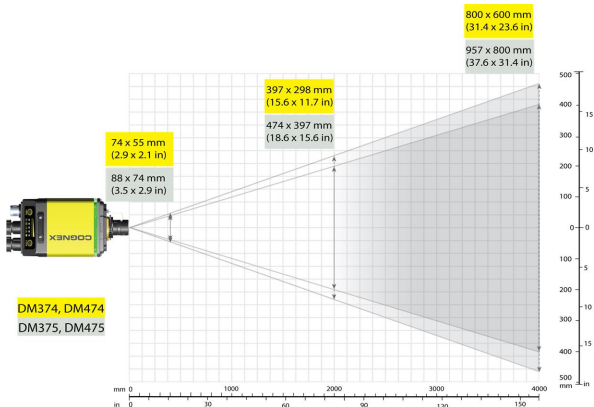 800 x 600 mm
(31.4 x 23.6 in)
957 x 800 mm
(37.6 x 31.4 in)
397 x 298 mm
(15.6 x 11.7 in)
474 x 397 mm
(18.6 x 15.6 in)
74 x 55 mm
(2.9 x 2.1 in)
88 x 74 mm
(3.5 x 2.9 in)
COGNEX
DM374, DM474
DM375, DM475
500
400
300
200
100
0
100
200
300
400
500
mm
15
10
5
0
5
10
15
in
mm 0 1000 2000 3000 4000
in 0 30 60 90 120 150